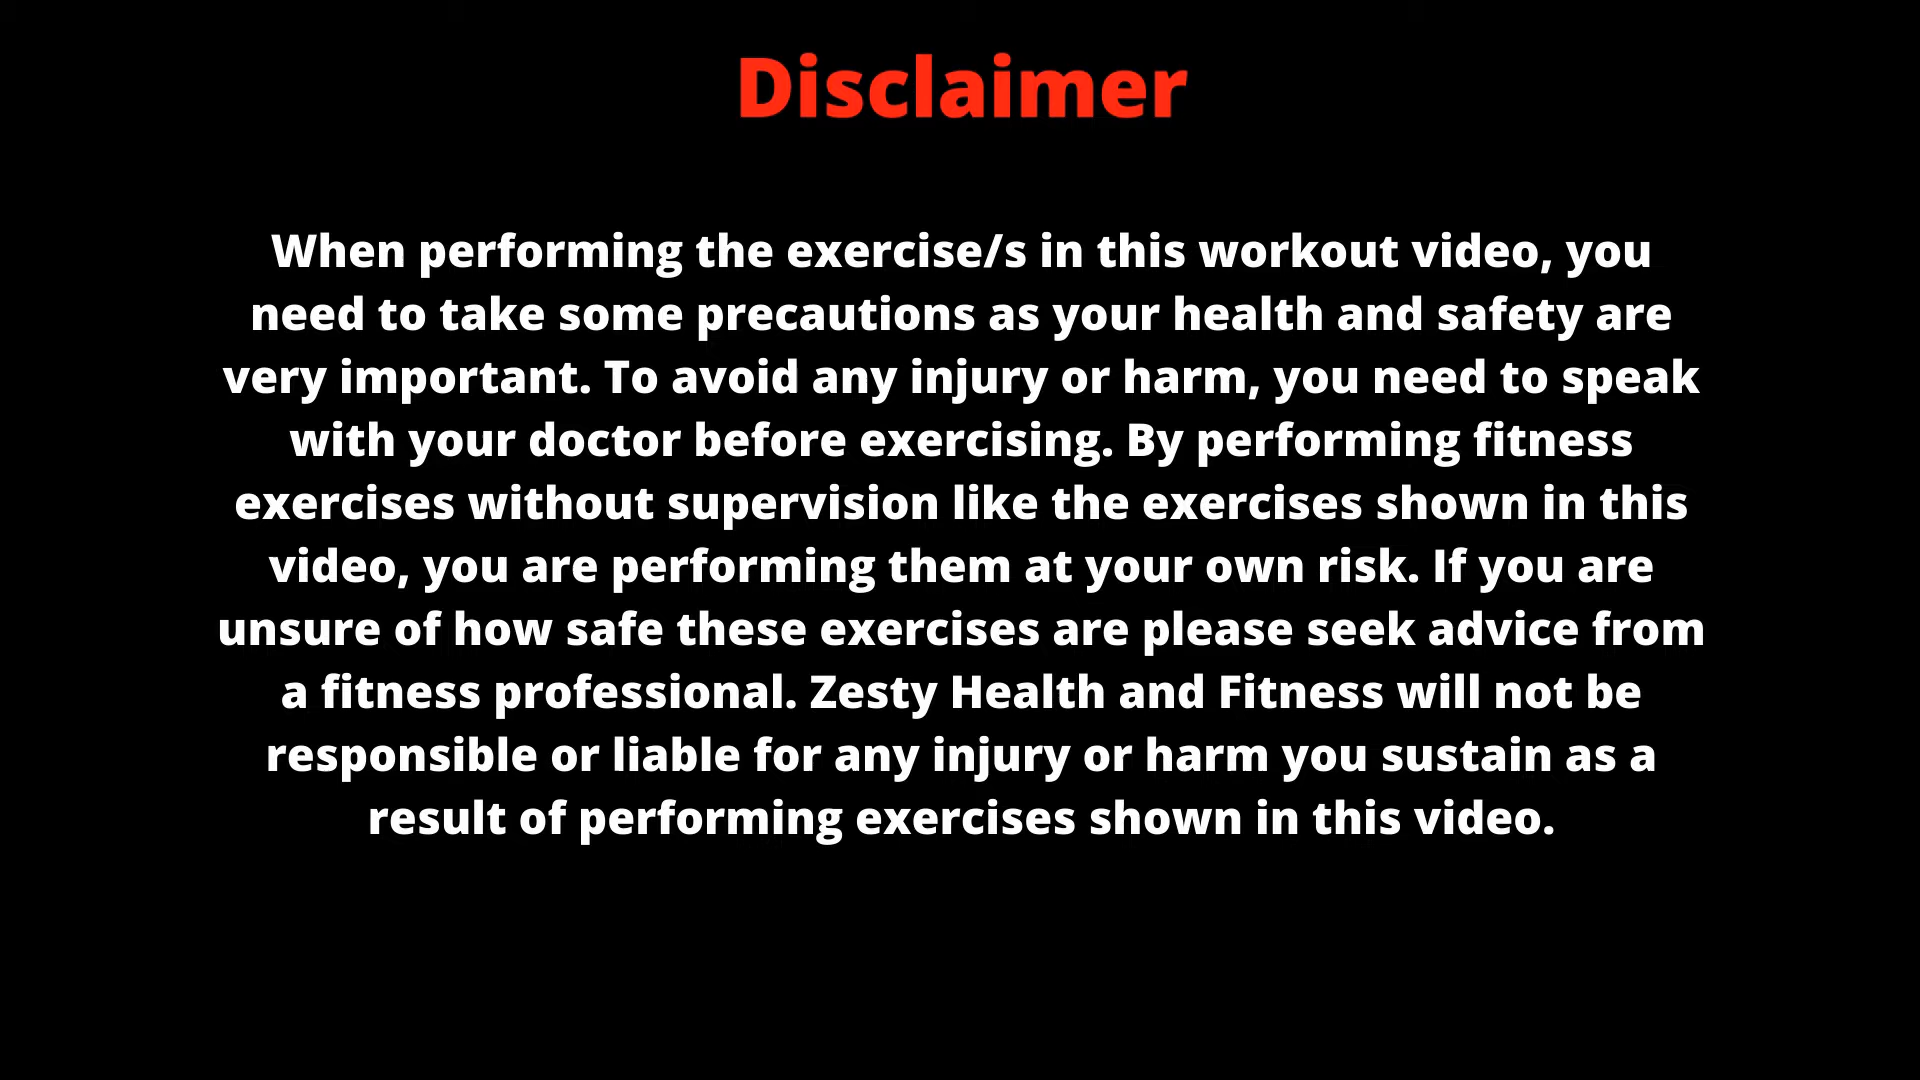 Disclaimer
When performing the exercise/s in this workout video, you
need to take some precautions as your health and safety are
very important. To avoid any injury or harm, you need to speak
with your doctor before exercising. By performing fitness
exercises without supervision like the exercises shown in this
video, you are performing them at your own risk. If you are
unsure of how safe these exercises are please seek advice from
a fitness professional. Zesty Health and Fitness will not be
responsible or liable for any injury or harm you sustain as a
result of performing exercises shown in this video.